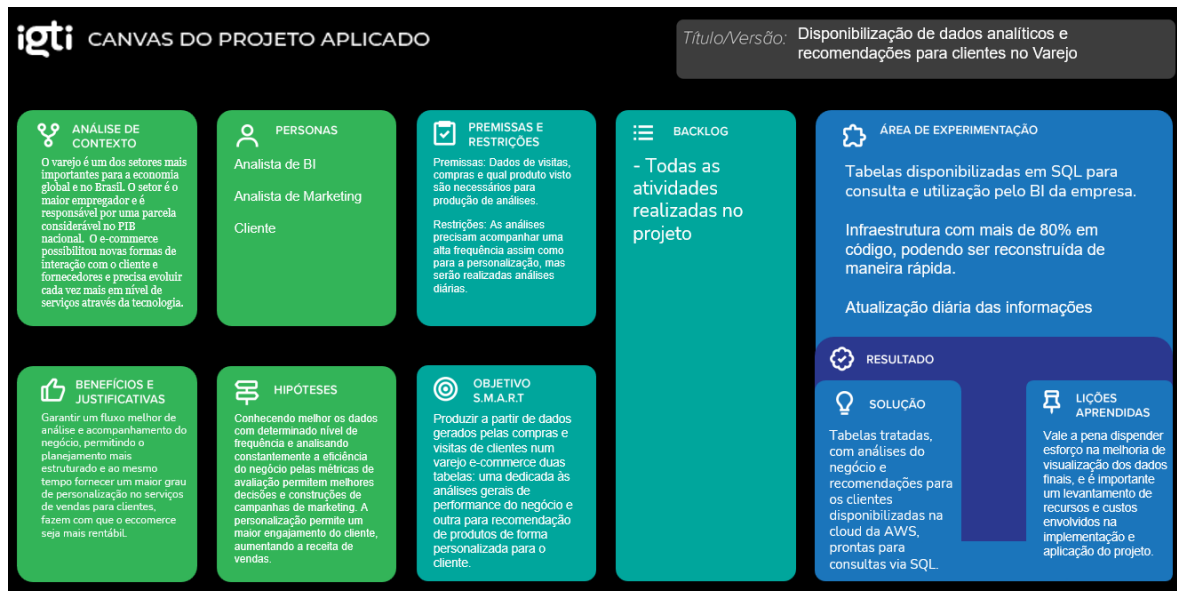 igti CANVAS DO PROJETO APLICADO
Título/Versão: Disponibilização de dados analíticos e
recomendações para clientes no Varejo
ANÁLISE DE
CONTEXTO
O varejo é um dos setores mais
importantes para a economia
global e no Brasil. O setor é o
maior empregador e é
responsável por uma parcela
considerável no PIB
nacional. O e-commerce
possibilitou novas formas de
interação com o cliente e
fornecedores e precisa evoluir
cada vez mais em nível de
serviços através da tecnologia.
PERSONAS
Analista de BI
Analista de Marketing
Cliente
PREMISSAS E
RESTRIÇÕES
Premissas: Dados de visitas,
compras e qual produto visto
são necessários para
produção de análises.
Restrições: As análises
precisam acompanhar uma
alta frequência assim como
para a personalização, mas
serão realizadas análises
diárias.
BACKLOG
- Todas as
atividades
realizadas no
projeto
ÁREA DE EXPERIMENTAÇÃO
Tabelas disponibilizadas em SQL para
consulta e utilização pelo BI da empresa.
Infraestrutura com mais de 80% em
código, podendo ser reconstruída de
maneira rápida.
Atualização diária das informações
BENEFÍCIOS E
JUSTIFICATIVAS
Garantir um fluxo melhor de
análise e acompanhamento do
negócio, permitindo o
planejamento mais
estruturado e ao mesmo
tempo fornecer um maior grau
de personalização no serviços
de vendas para clientes,
fazem com que o eccomerce
seja mais rentábil.
HIPÓTESES
Conhecendo melhor os dados
com determinado nível de
frequência e analisando
constantemente a eficiência
do negócio pelas métricas de
avaliação permitem melhores
decisões e construções de
campanhas de marketing. A
personalização permite um
maior engajamento do cliente,
aumentando a receita de
vendas.
OBJETIVO
S.M.A.R.T
Produzir a partir de dados
gerados pelas compras e
visitas de clientes num
varejo e-commerce duas
tabelas: uma dedicada às
análises gerais de
performance do negócio e
outra para recomendação
de produtos de forma
personalizada para o
cliente.
RESULTADO
SOLUÇÃO
Tabelas tratadas,
com análises do
negócio e
recomendações para
os clientes
disponibilizadas na
cloud da AWS,
prontas para
consultas via SQL.
LIÇÕES
APRENDIDAS
Vale a pena dispender
esforço na melhoria de
visualização dos dados
finais, e é importante
um levantamento de
recursos e custos
envolvidos na
implementação e
aplicação do projeto.